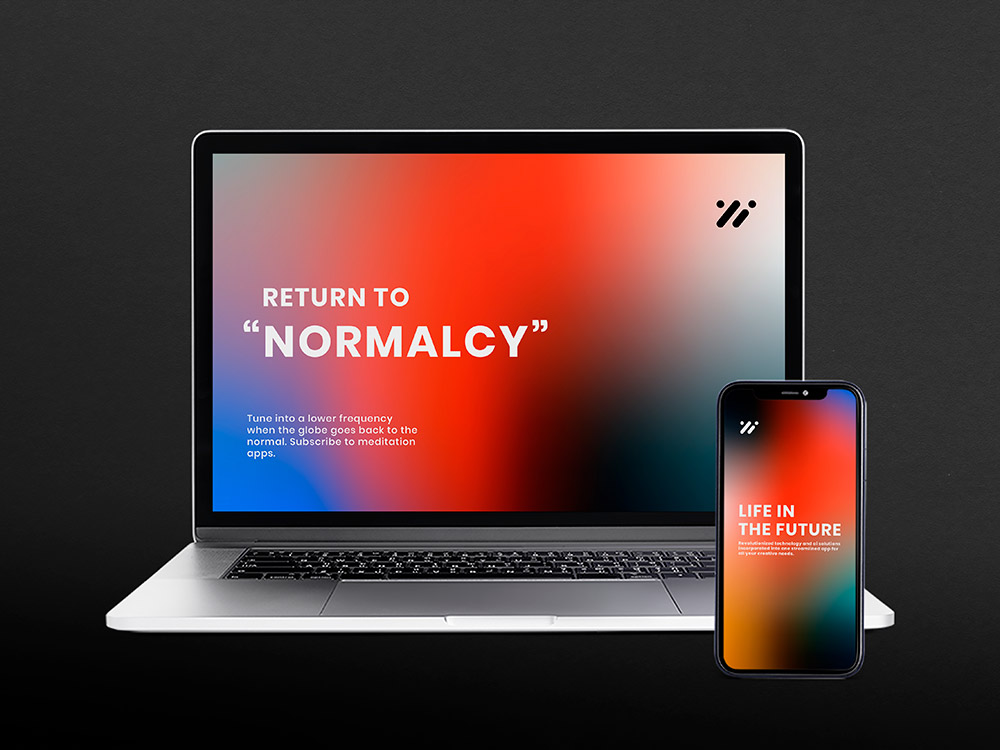 RETURN TO
“NORMALCY”
Tune into a lower frequency
when the globe goes back to the
normal. Subscribe to meditation
apps.
LIFE IN
THE FUTURE
Revolutionized technology and ai solutions
incorporated into one streamlined app for
all your creative needs.